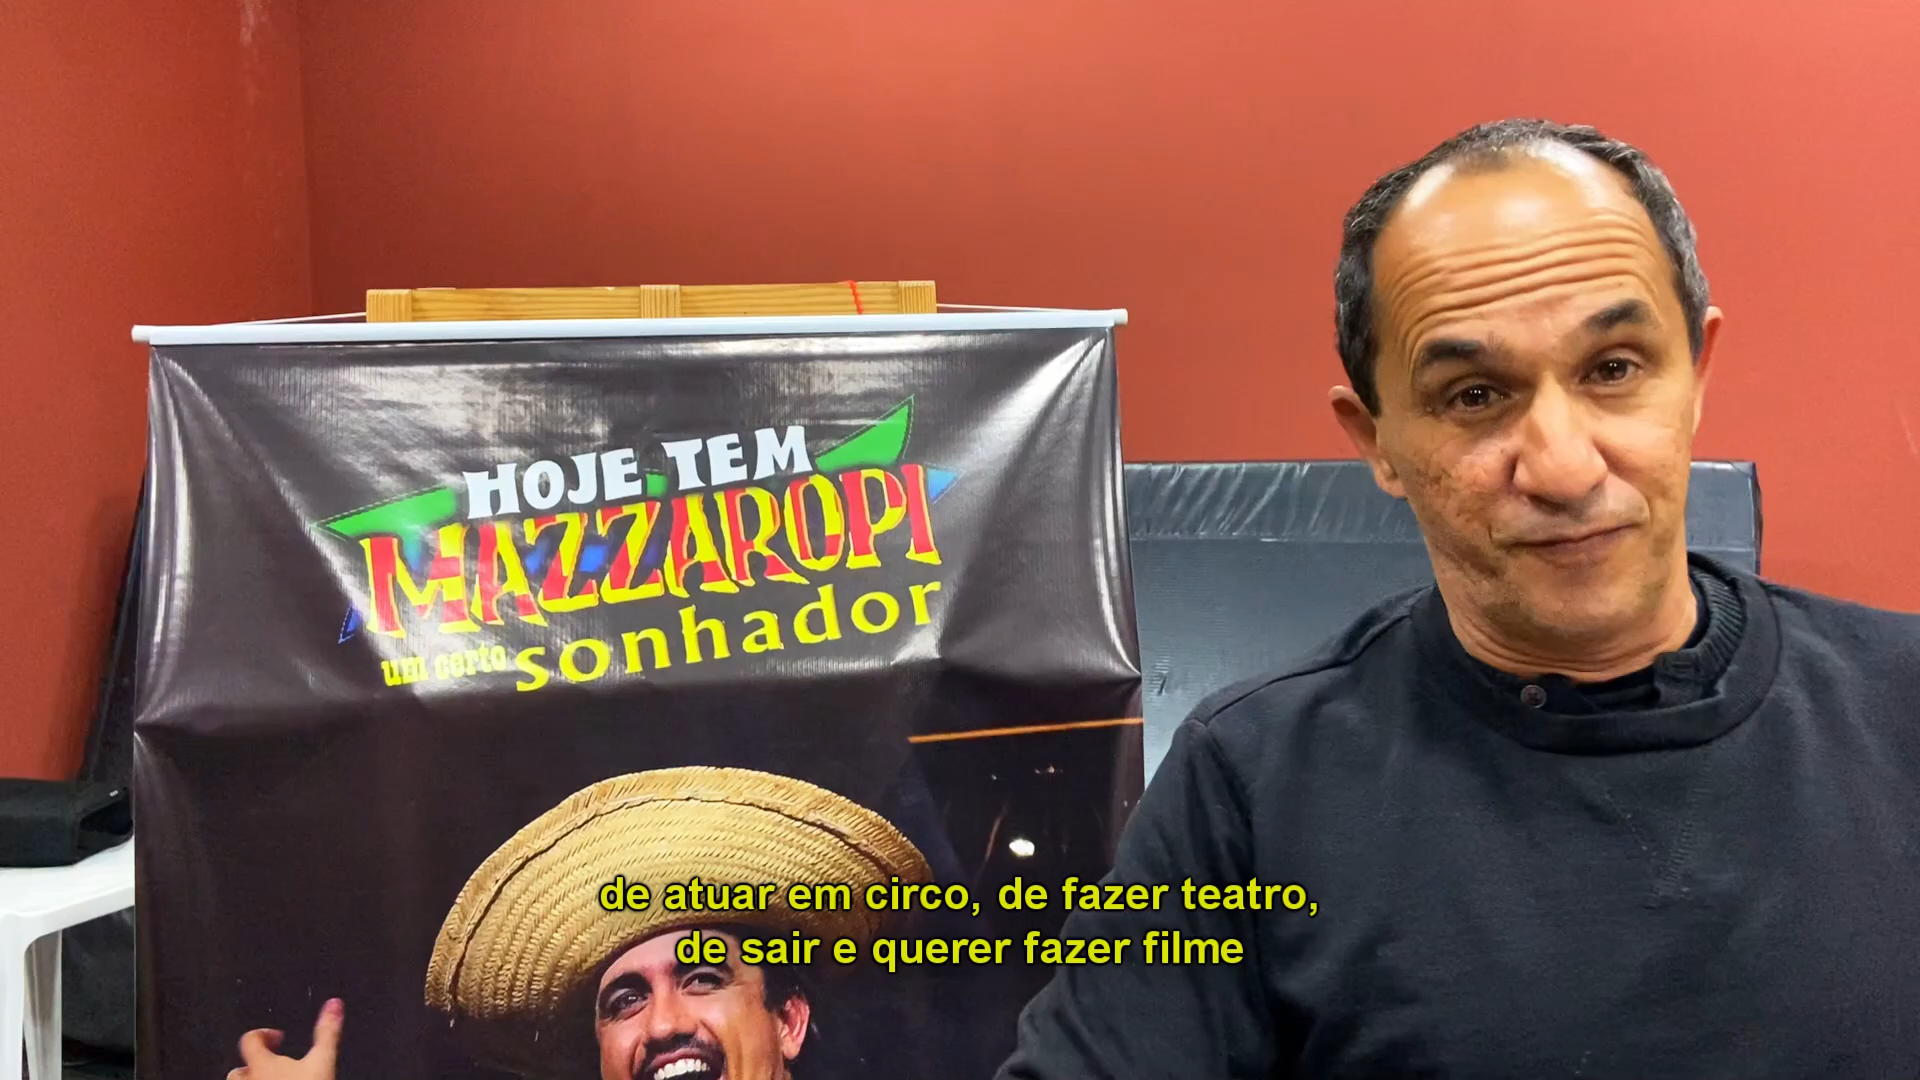 HOJE TEM
MAZZAROPI
um certo sonhador
de atuar em circo, de fazer teatro,
de sair e querer fazer filme